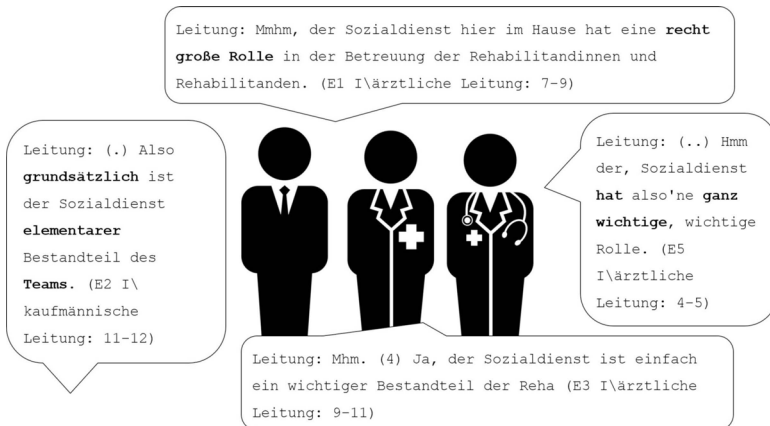 Leitung: Mmhm, der Sozialdienst hier im Hause hat eine recht
große Rolle in der Betreuung der Rehabilitandinnen und
Rehabilitanden. (E1 I\ärztliche Leitung: 7-9)
Leitung: (.) Also
grundsätzlich ist
der Sozialdienst
elementarer
Bestandteil des
Teams. (E2 I\
kaufmännische
Leitung: 11-12)
Leitung: (..) Hmm
der, Sozialdienst
hat also'ne ganz
wichtige, wichtige
Rolle. (E5
I\ärztliche
Leitung: 4-5)
Leitung: Mhm. (4) Ja, der Sozialdienst ist einfach
ein wichtiger Bestandteil der Reha (E3 I\ärztliche
Leitung: 9-11)